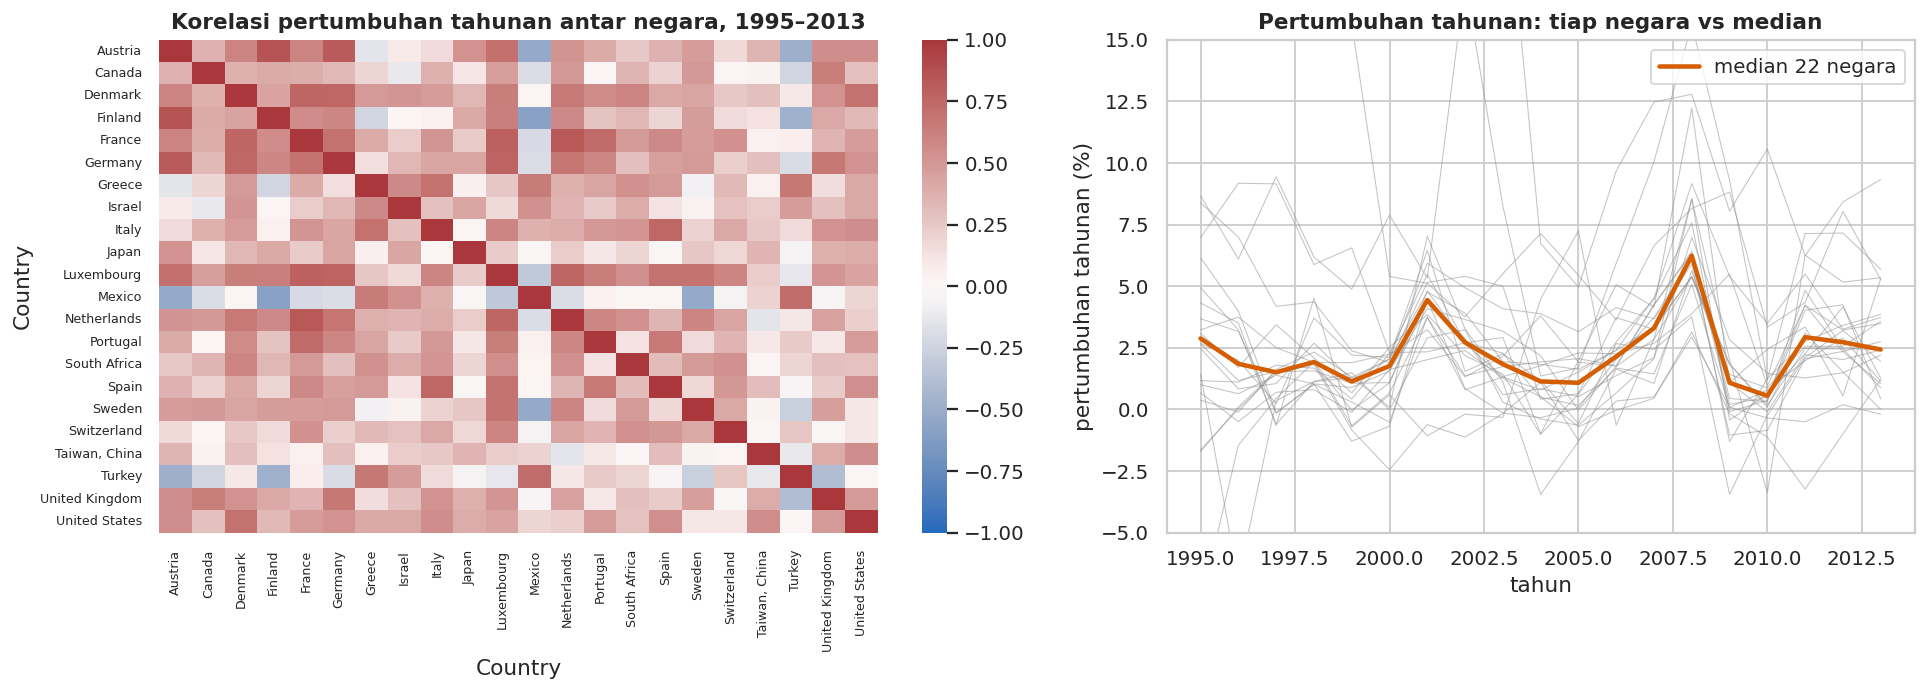 Korelasi pertumbuhan tahunan antar negara, 1995–2013
Country
Austria
Canada
Denmark
Finland
France
Germany
Greece
Israel
Italy
Japan
Luxembourg
Mexico
Netherlands
Portugal
South Africa
Spain
Sweden
Switzerland
Taiwan, China
Turkey
United Kingdom
United States
Austria
Canada
Denmark
Finland
France
Germany
Greece
Israel
Italy
Japan
Luxembourg
Mexico
Netherlands
Portugal
South Africa
Spain
Sweden
Switzerland
Taiwan, China
Turkey
United Kingdom
United States
Country
1.00
0.75
0.50
0.25
0.00
−0.25
−0.50
−0.75
−1.00
Pertumbuhan tahunan: tiap negara vs median
median 22 negara
pertumbuhan tahunan (%)
15.0
12.5
10.0
7.5
5.0
2.5
0.0
−2.5
−5.0
1995.0 1997.5 2000.0 2002.5 2005.0 2007.5 2010.0 2012.5
tahun